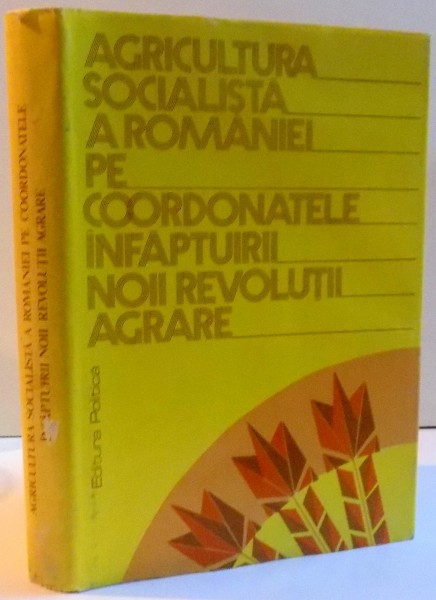 AGRICULTURA
SOCIALISTĂ
A ROMÂNIEI
PE
COORDONATELE
ÎNFĂPTUIRII
NOII REVOLUȚII
AGRARE
Editura Politică
AGRICULTURA SOCIALISTĂ A ROMÂNIEI PE COORDONATELE
ÎNFĂPTUIRII NOII REVOLUȚII AGRARE